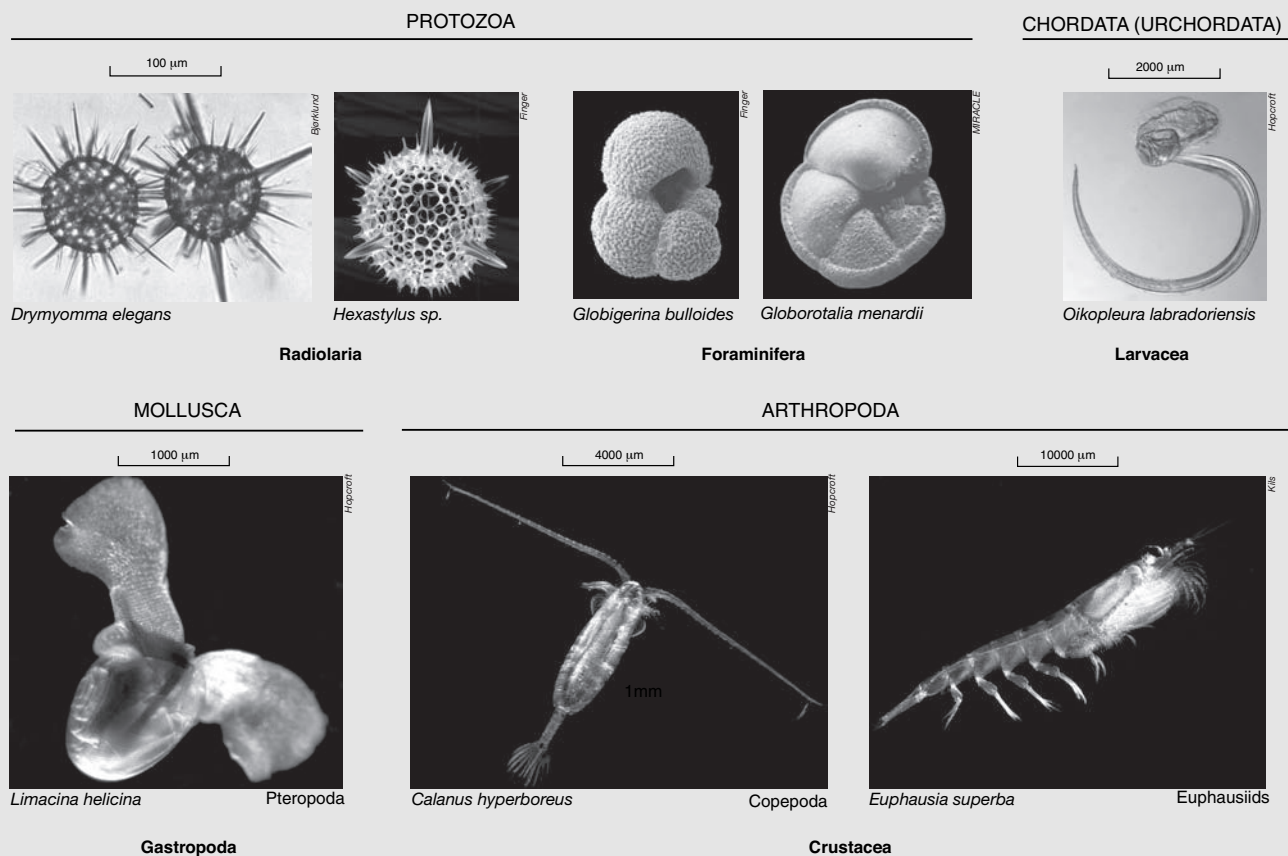 PROTOZOA
CHORDATA (URCHORDATA)
100 µm
2000 µm
Bjørklund
Finger
Finger
MIRACLE
Hopcroft
Drymyomma elegans
Hexastylus sp.
Globigerina bulloides
Globorotalia menardii
Oikopleura labradoriensis
Radiolaria
Foraminifera
Larvacea
MOLLUSCA
ARTHROPODA
1000 µm
4000 µm
10000 µm
Hopcroft
Hopcroft
Kils
1mm
Limacina helicina
Pteropoda
Calanus hyperboreus
Copepoda
Euphausia superba
Euphausiids
Gastropoda
Crustacea